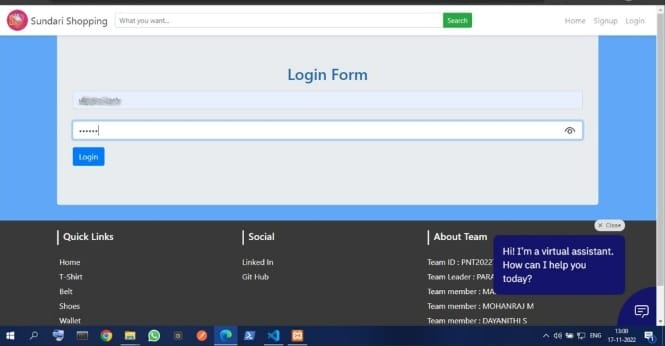 Sundari Shopping
What you want...
Search
Home
Signup
Login
Login Form
Login
Close
Quick Links
Social
About Team
Home
Linked In
Team ID : PNT2022
Hi! I'm a virtual assistant.
How can I help you
today?
T-Shirt
Git Hub
Team Leader : PARA
Belt
Team member : MA
Shoes
Team member : MOHANRAJ M
Wallet
Team member : DAYANITHI S
ENG
13:00
17-11-2022